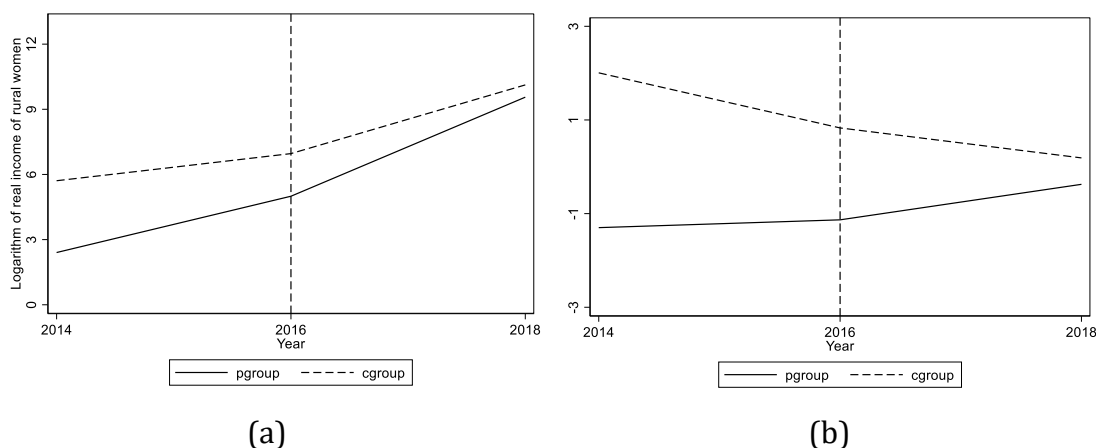 Logarithm of real income of rural women
12
9
6
3
0
2014 2016 2018
Year
pgroup cgroup
(a)
3
1
-1
-3
2014 2016 2018
Year
pgroup cgroup
(b)